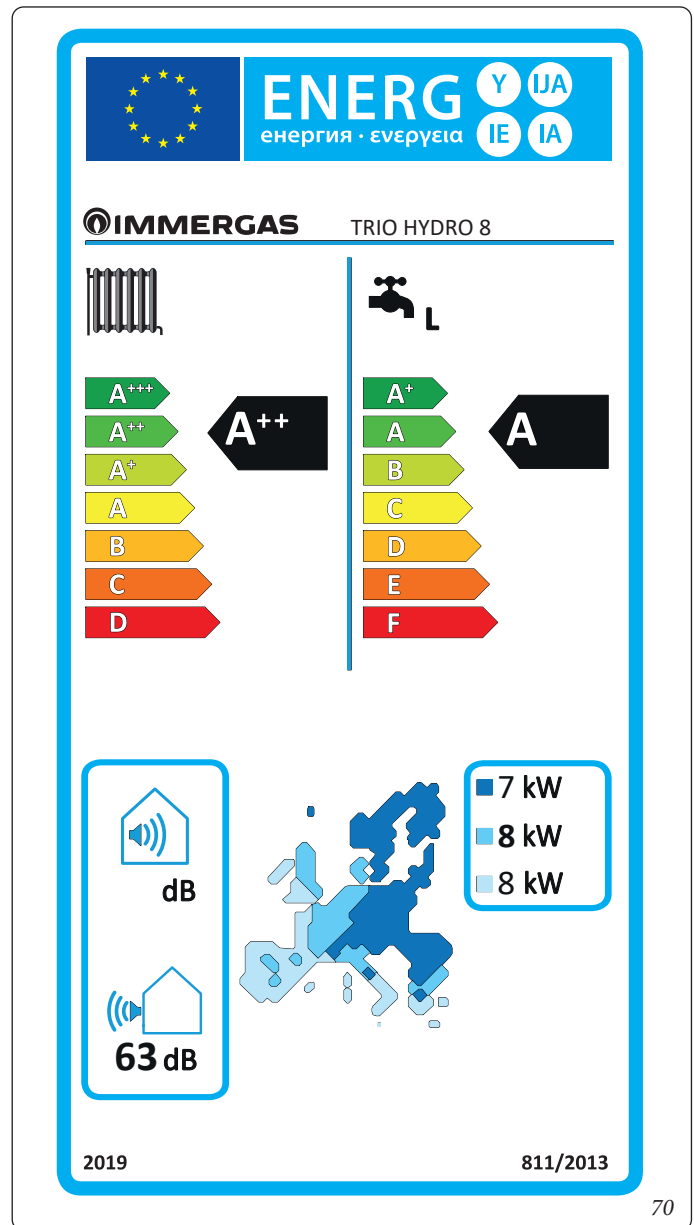 ENERG Y IJA
енергия · ενεργεια IE IA
IMMERGAS TRIO HYDRO 8
L
A+++
A++
A+
A
B
C
D
A++
A+
A
B
C
D
E
F
A
dB
63 dB
7 kW
8 kW
8 kW
2019 811/2013
70